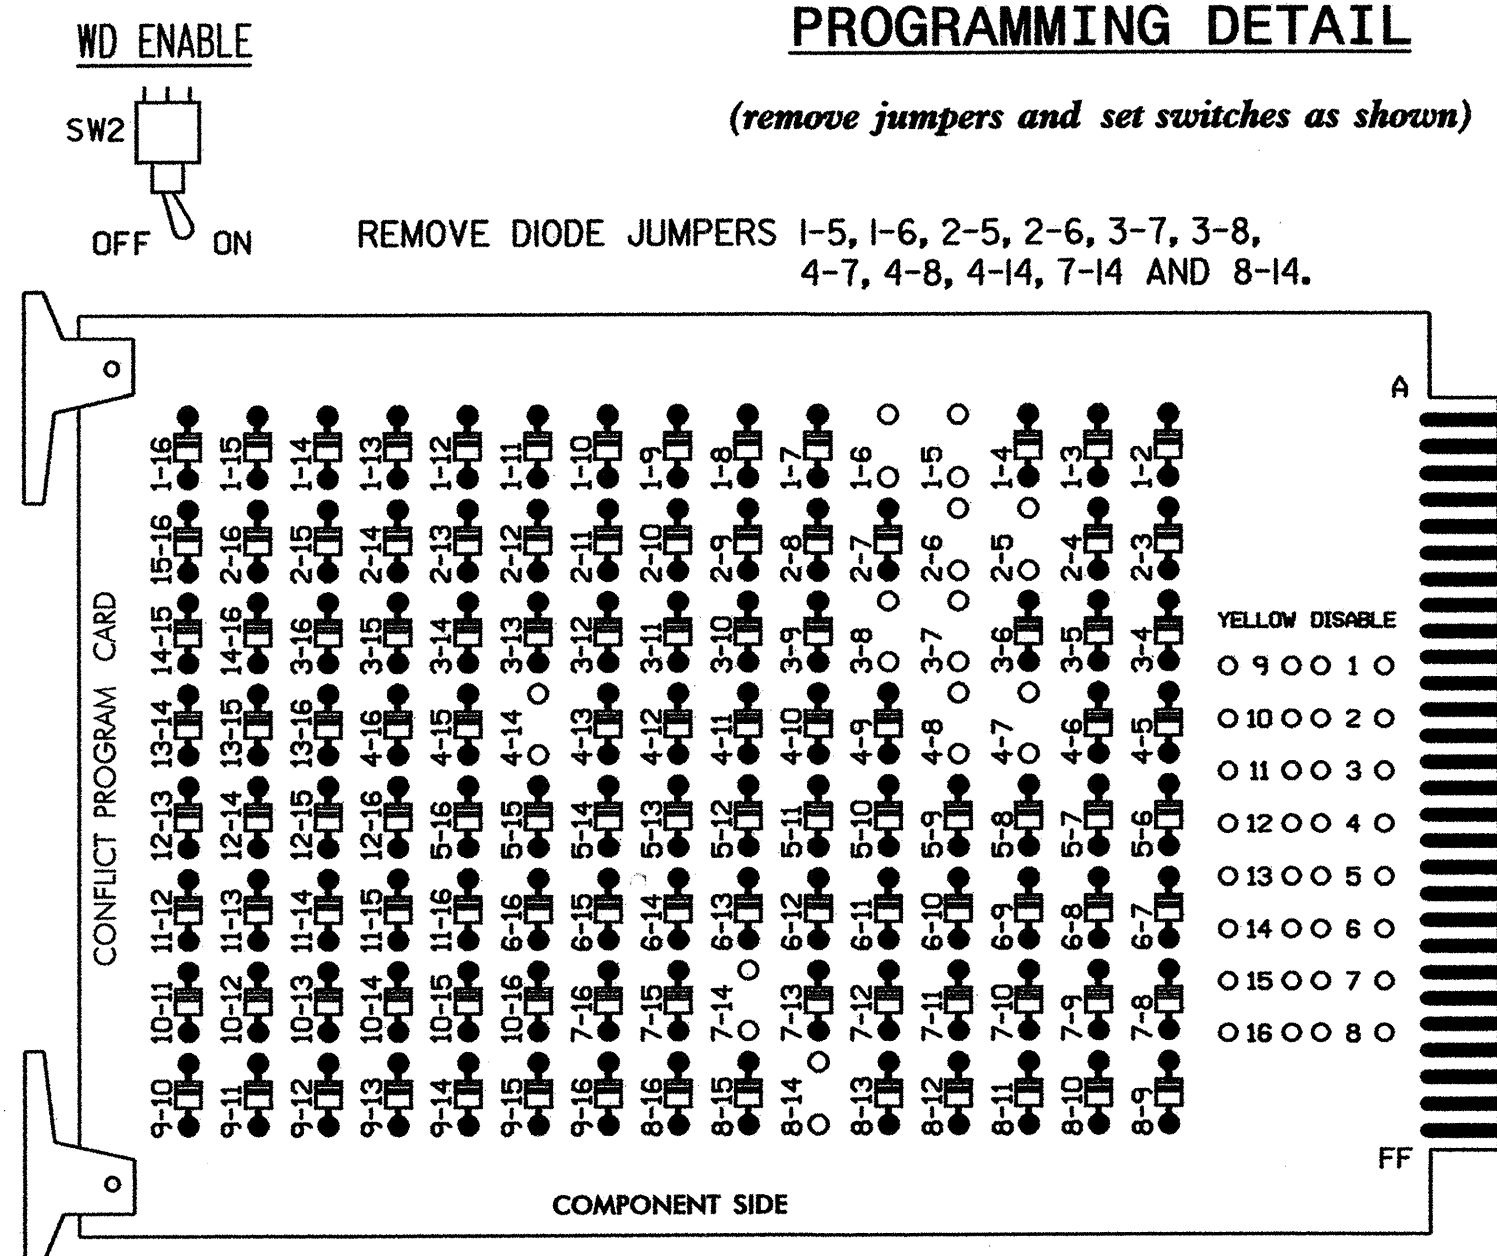 PROGRAMMING DETAIL
WD ENABLE
(remove jumpers and set switches as shown)
SW2
OFF ON
REMOVE DIODE JUMPERS 1-5, 1-6, 2-5, 2-6, 3-7, 3-8,
4-7, 4-8, 4-14, 7-14 AND 8-14.
A
1-16 1-15 1-14 1-13 1-12 1-11 1-10 1-9 1-8 1-7 1-6 1-5 1-4 1-3 1-2
15-16 2-16 2-15 2-14 2-13 2-12 2-11 2-10 2-9 2-8 2-7 2-6 2-5 2-4 2-3
14-15 14-16 3-16 3-15 3-14 3-13 3-12 3-11 3-10 3-9 3-8 3-7 3-6 3-5 3-4
13-14 13-15 13-16 4-16 4-15 4-14 4-13 4-12 4-11 4-10 4-9 4-8 4-7 4-6 4-5
12-13 12-14 12-15 12-16 5-16 5-15 5-14 5-13 5-12 5-11 5-10 5-9 5-8 5-7 5-6
11-12 11-13 11-14 11-15 11-16 6-16 6-15 6-14 6-13 6-12 6-11 6-10 6-9 6-8 6-7
10-11 10-12 10-13 10-14 10-15 10-16 7-16 7-15 7-14 7-13 7-12 7-11 7-10 7-9 7-8
9-10 9-11 9-12 9-13 9-14 9-15 9-16 8-16 8-15 8-14 8-13 8-12 8-11 8-10 8-9
CONFLICT PROGRAM CARD
YELLOW DISABLE
9 1
10 2
11 3
12 4
13 5
14 6
15 7
16 8
FF
COMPONENT SIDE